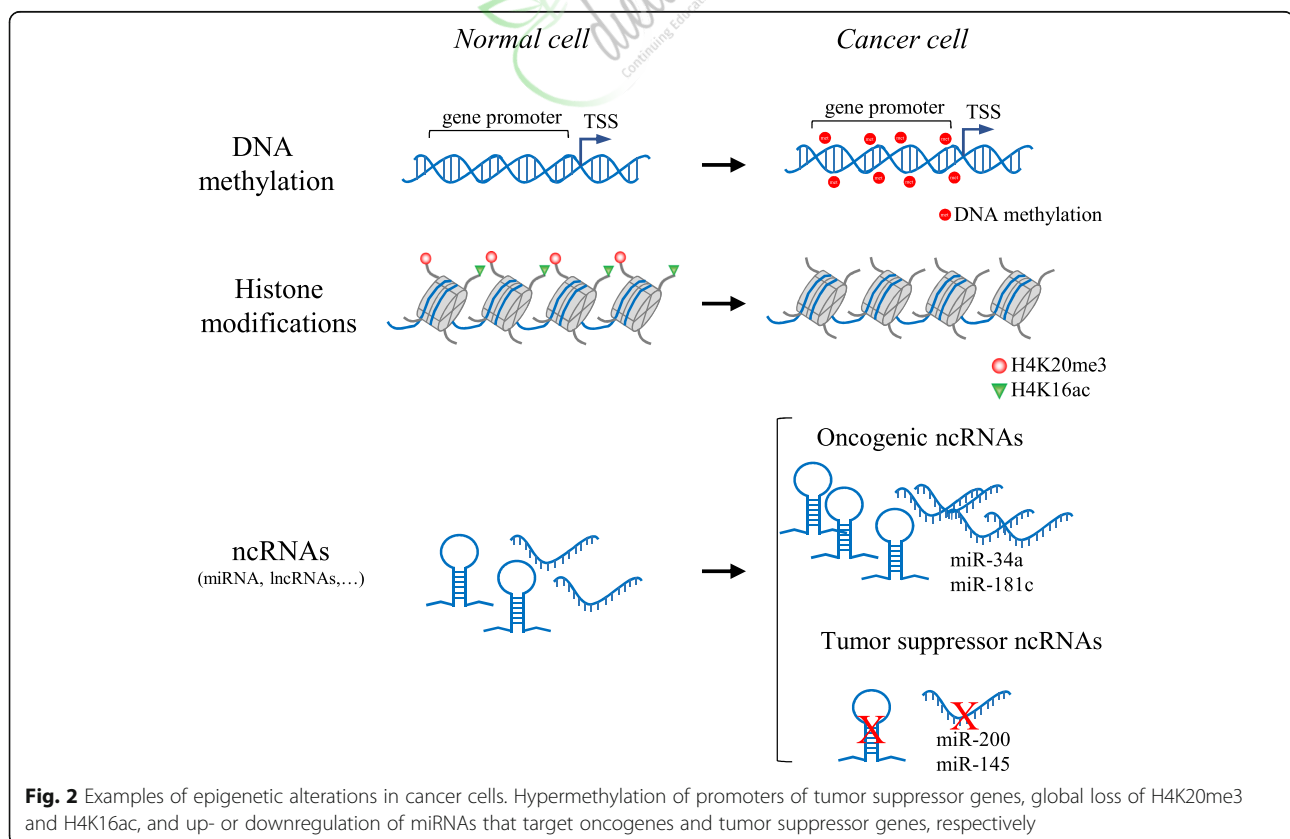 Continuing Educa
Normal cell
Cancer cell
DNA
methylation
gene promoter
TSS
gene promoter
TSS
DNA methylation
Histone
modifications
H4K20me3
H4K16ac
ncRNAs
(miRNA, lncRNAs,...)
Oncogenic ncRNAs
miR-34a
miR-181c
Tumor suppressor ncRNAs
X
X
miR-200
miR-145
Fig. 2 Examples of epigenetic alterations in cancer cells. Hypermethylation of promoters of tumor suppressor genes, global loss of H4K20me3
and H4K16ac, and up- or downregulation of miRNAs that target oncogenes and tumor suppressor genes, respectively